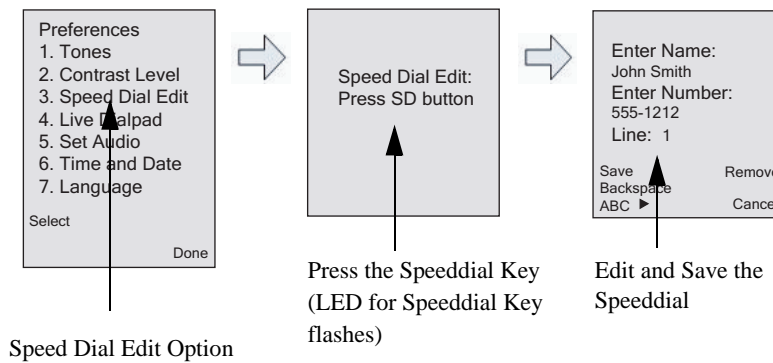 Preferences
1. Tones
2. Contrast Level
3. Speed Dial Edit
4. Live Dialpad
5. Set Audio
6. Time and Date
7. Language
Select
Done
Speed Dial Edit Option
Speed Dial Edit:
Press SD button
Press the Speeddial Key
(LED for Speeddial Key
flashes)
Enter Name:
John Smith
Enter Number:
555-1212
Line: 1
Save
Remove
Backspace
ABC ▶
Cancel
Edit and Save the
Speeddial